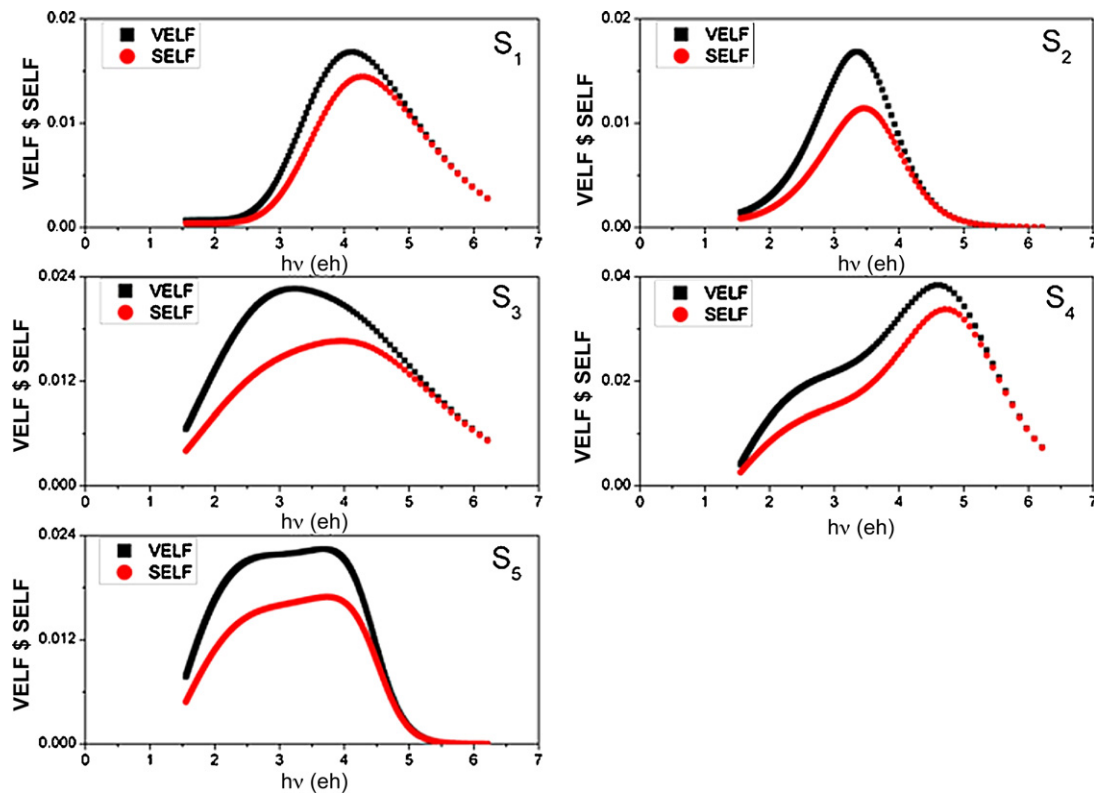 0.02
VELF
SELF
S1
VELF $ SELF
0.01
0.00
0 1 2 3 4 5 6 7
hν (eh)
0.02
VELF
SELF
S2
VELF $ SELF
0.01
0.00
0 1 2 3 4 5 6 7
hν (eh)
0.024
VELF
SELF
S3
VELF $ SELF
0.012
0.000
0 1 2 3 4 5 6 7
hν (eh)
0.04
VELF
SELF
S4
VELF $ SELF
0.02
0.00
0 1 2 3 4 5 6 7
hν (eh)
0.024
VELF
SELF
S5
VELF $ SELF
0.012
0.000
0 1 2 3 4 5 6 7
hν (eh)